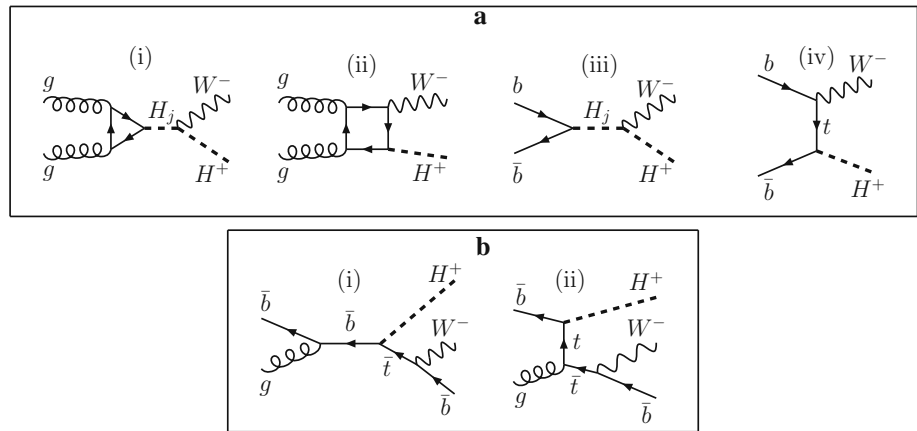 a
(i)
g
g
H_j
W^-
H^+
(ii)
g
g
W^-
H^+
(iii)
b
b̄
H_j
W^-
H^+
(iv)
b
b̄
t
W^-
H^+
b
(i)
b̄
g
b̄
t̄
H^+
W^-
b̄
(ii)
b̄
g
t
t̄
H^+
W^-
b̄